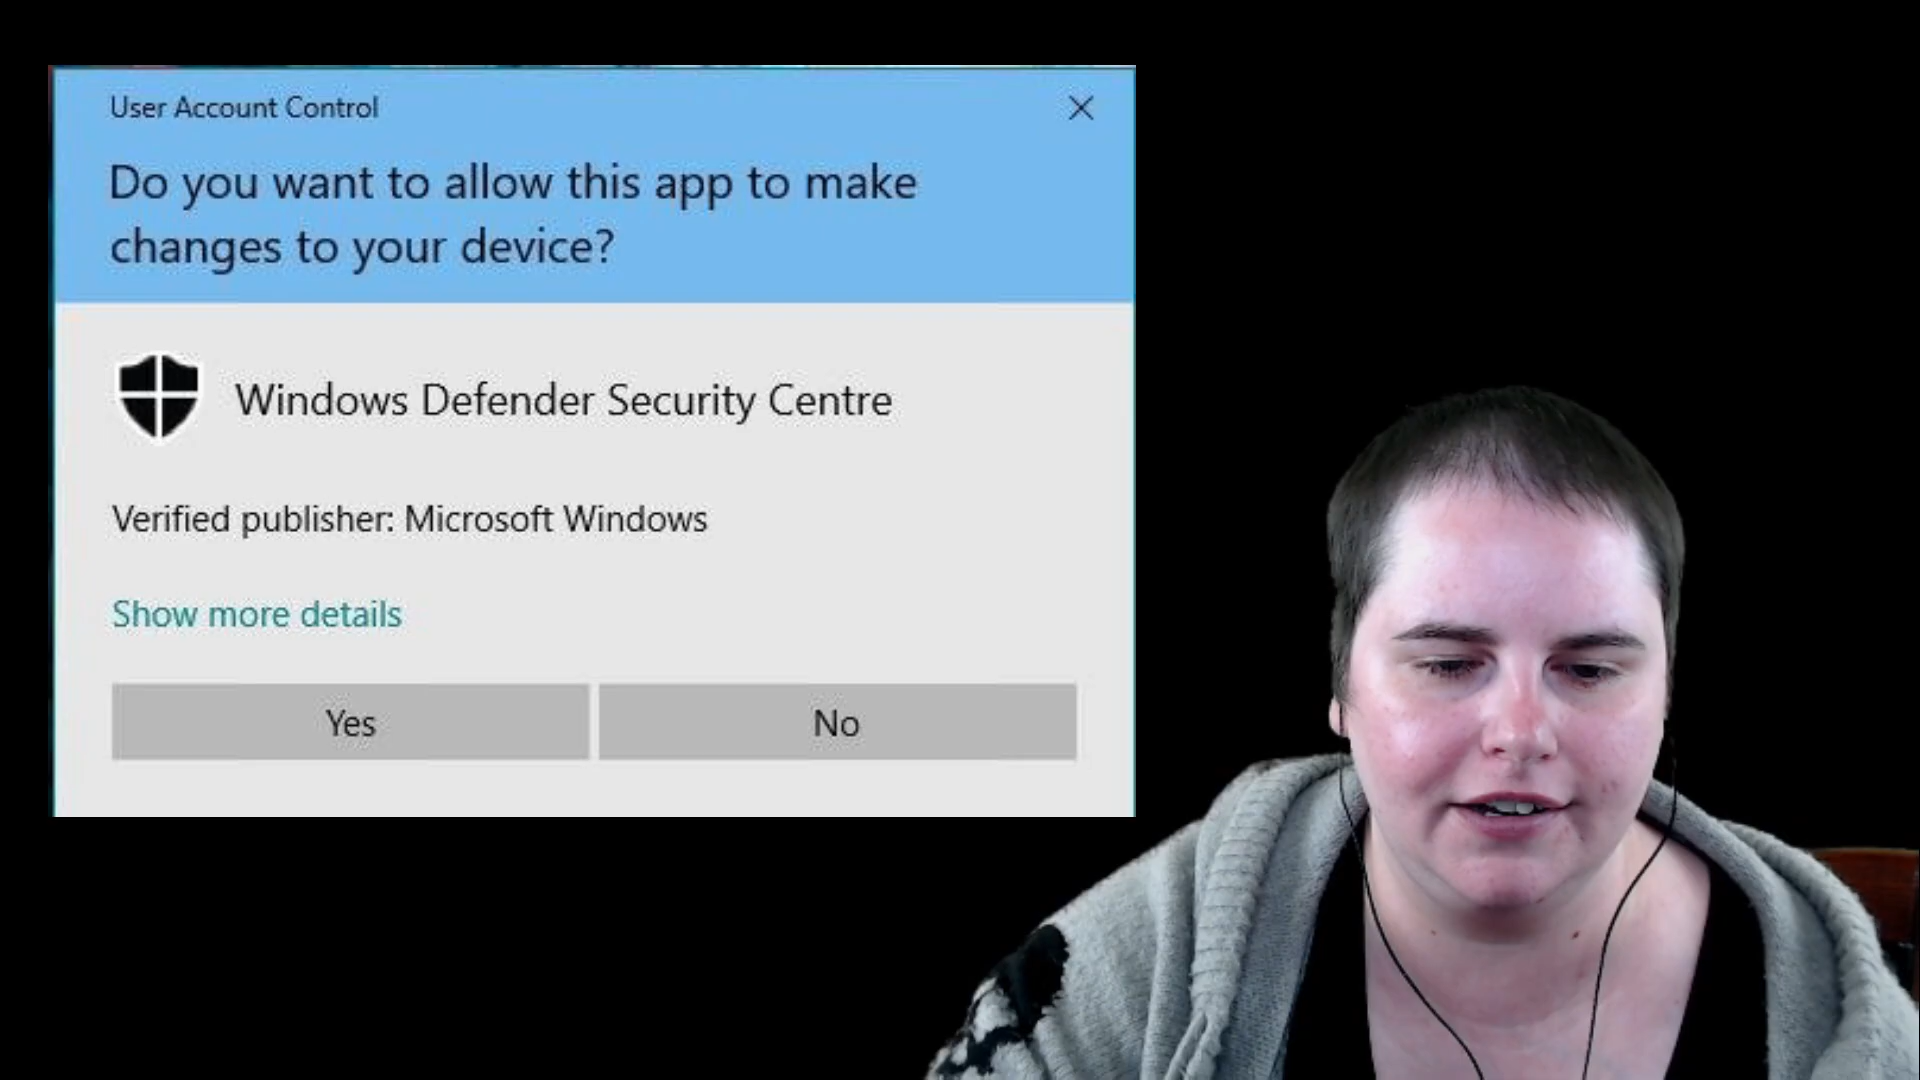 User Account Control
Do you want to allow this app to make
changes to your device?
Windows Defender Security Centre
Verified publisher: Microsoft Windows
Show more details
Yes
No